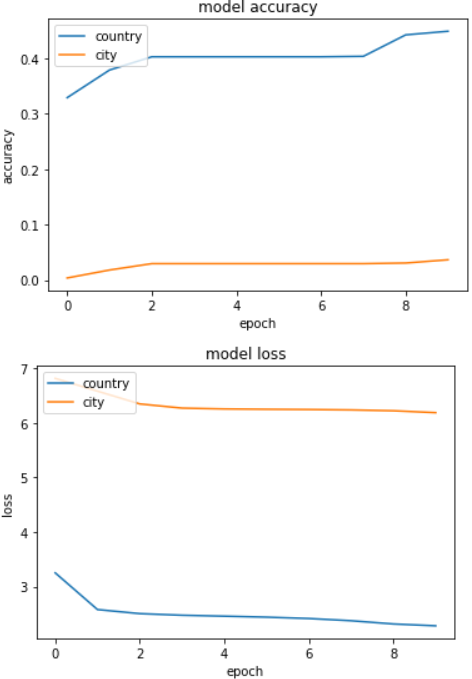 model accuracy
country
city
0.4
0.3
0.2
0.1
0.0
accuracy
0 2 4 6 8
epoch
model loss
7
country
city
6
5
4
3
loss
0 2 4 6 8
epoch